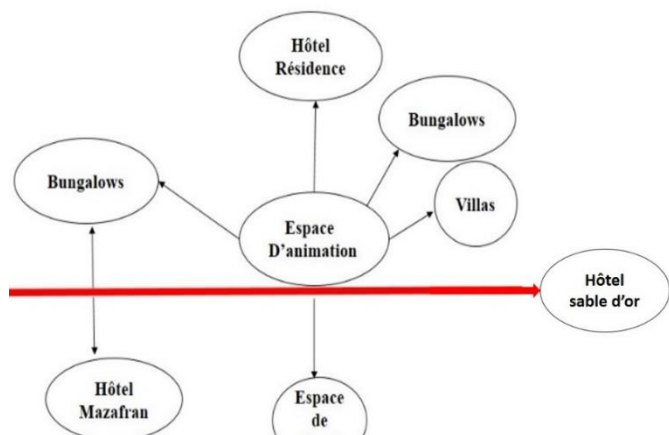 Hôtel
Résidence
Bungalows
Bungalows
Villas
Espace
D’animation
Hôtel
sable d’or
Hôtel
Mazafran
Espace
de